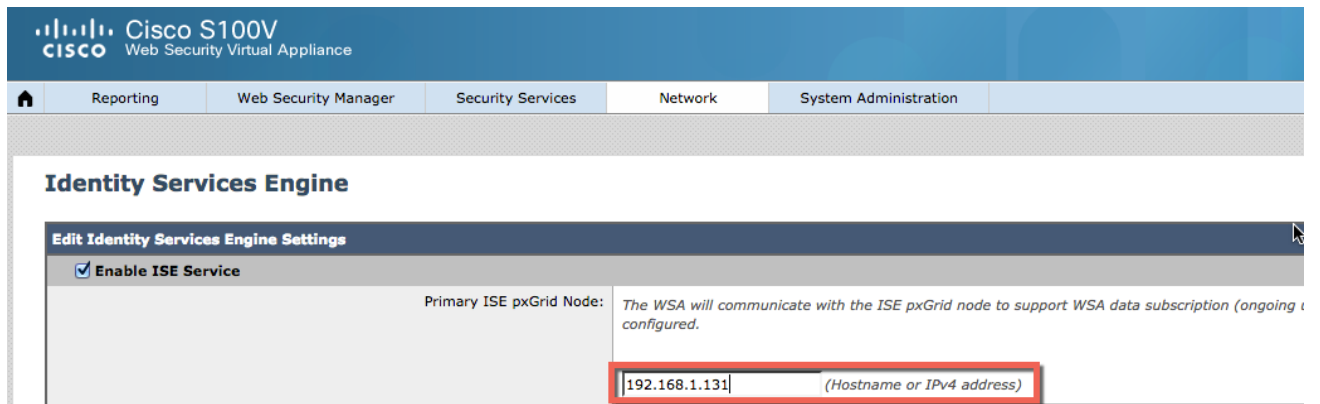 Cisco S100V
CISCO Web Security Virtual Appliance
Reporting Web Security Manager Security Services Network System Administration
Identity Services Engine
Edit Identity Services Engine Settings
Enable ISE Service
Primary ISE pxGrid Node: The WSA will communicate with the ISE pxGrid node to support WSA data subscription (ongoing
configured.
192.168.1.131 (Hostname or IPv4 address)